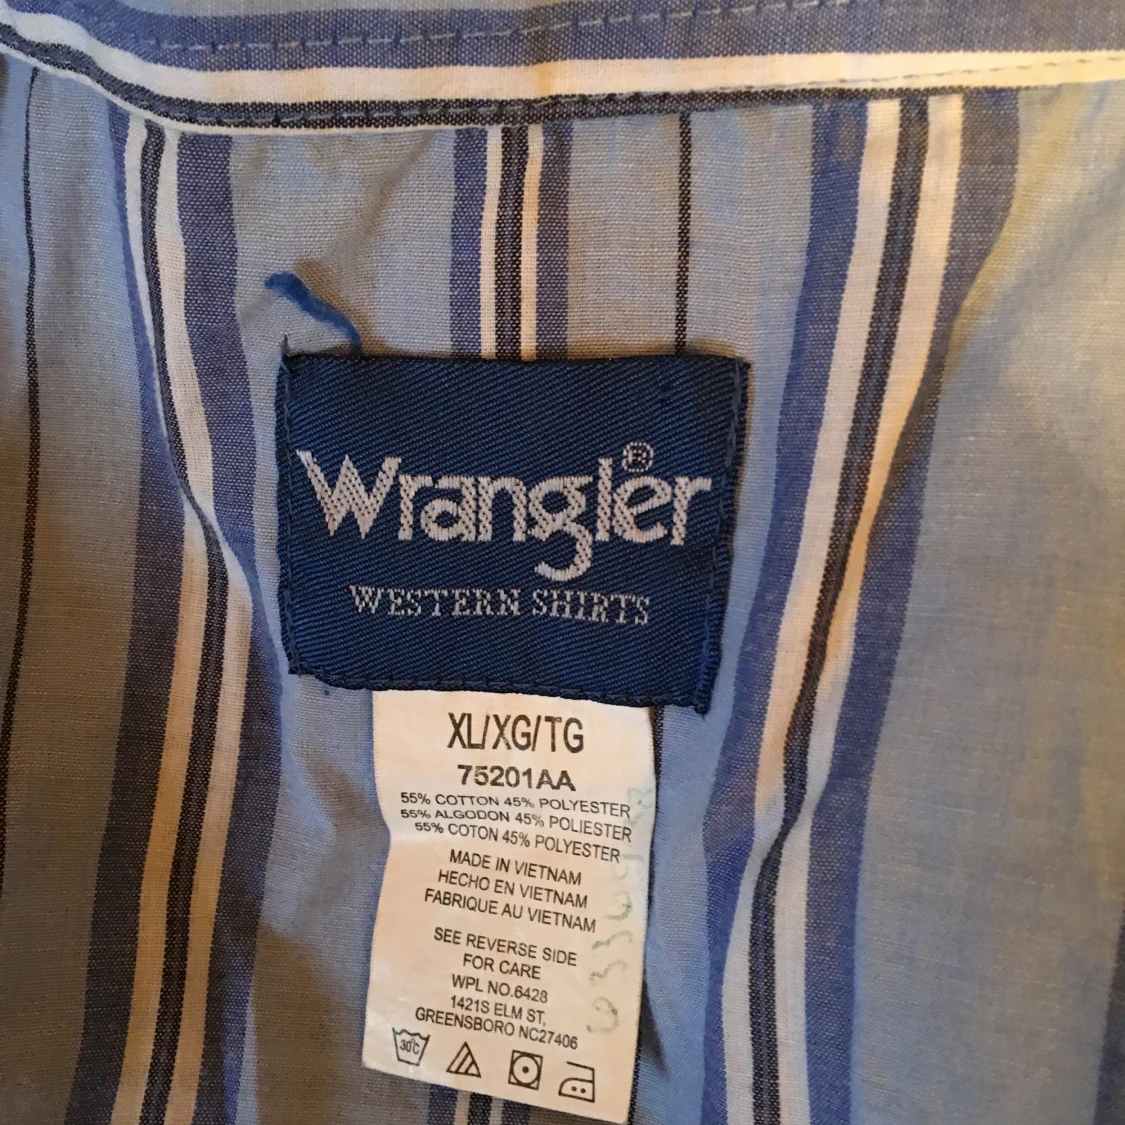 Wrangler®
WESTERN SHIRTS
XL/XG/TG
75201AA
55% COTTON 45% POLYESTER
55% ALGODON 45% POLIESTER
55% COTON 45% POLYESTER
MADE IN VIETNAM
HECHO EN VIETNAM
FABRIQUE AU VIETNAM
SEE REVERSE SIDE
FOR CARE
WPL NO.6428
1421S ELM ST,
GREENSBORO NC27406
30°C